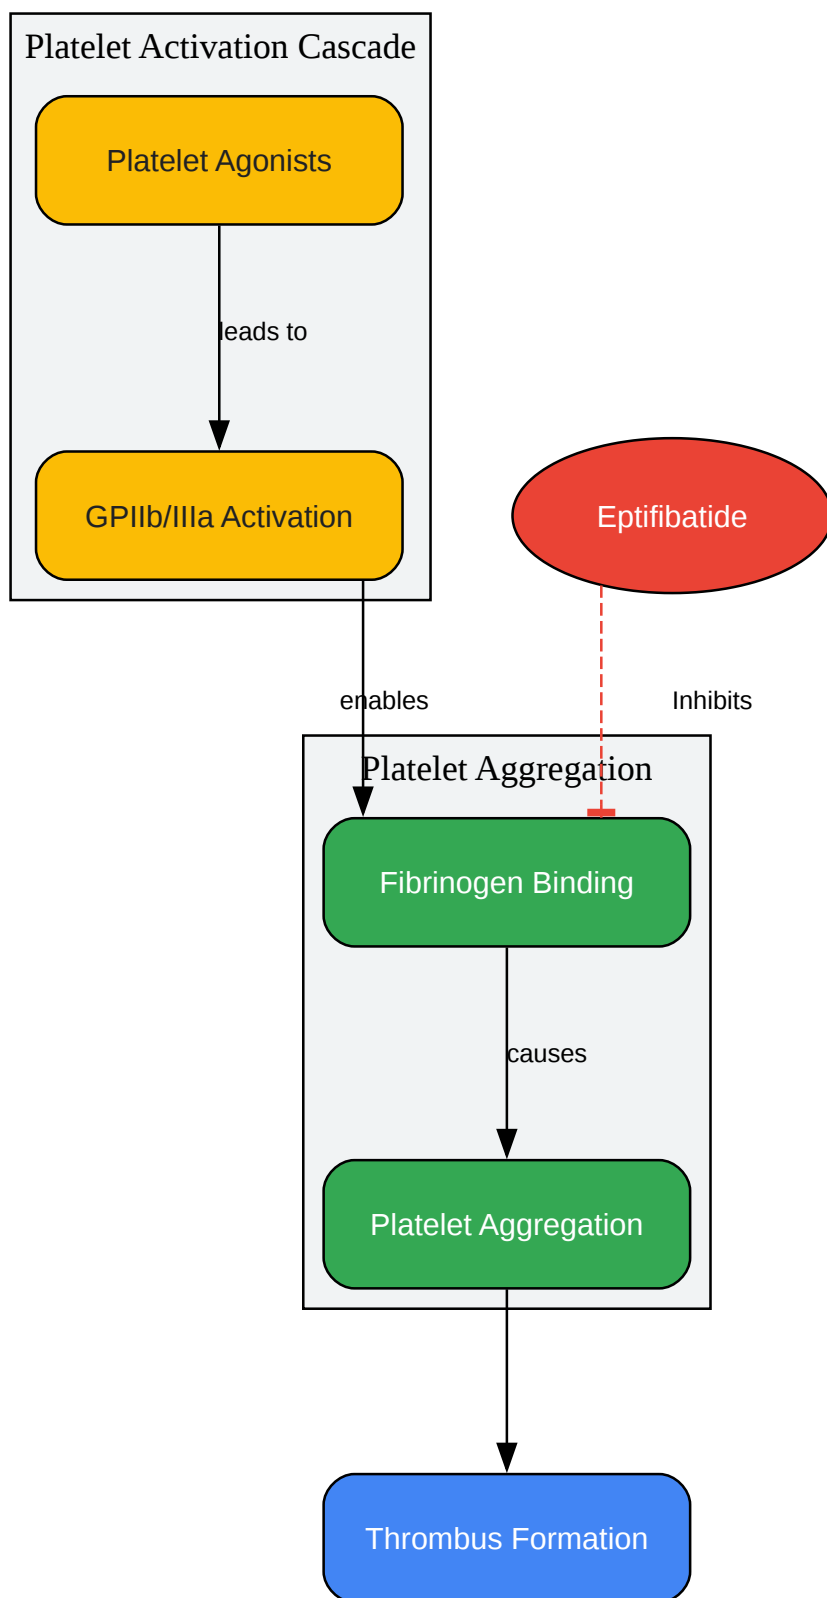 Platelet Activation Cascade
Platelet Agonists
leads to
GPIIb/IIIa Activation
Eptifibatide
enables
Inhibits
Platelet Aggregation
Fibrinogen Binding
causes
Platelet Aggregation
Thrombus Formation